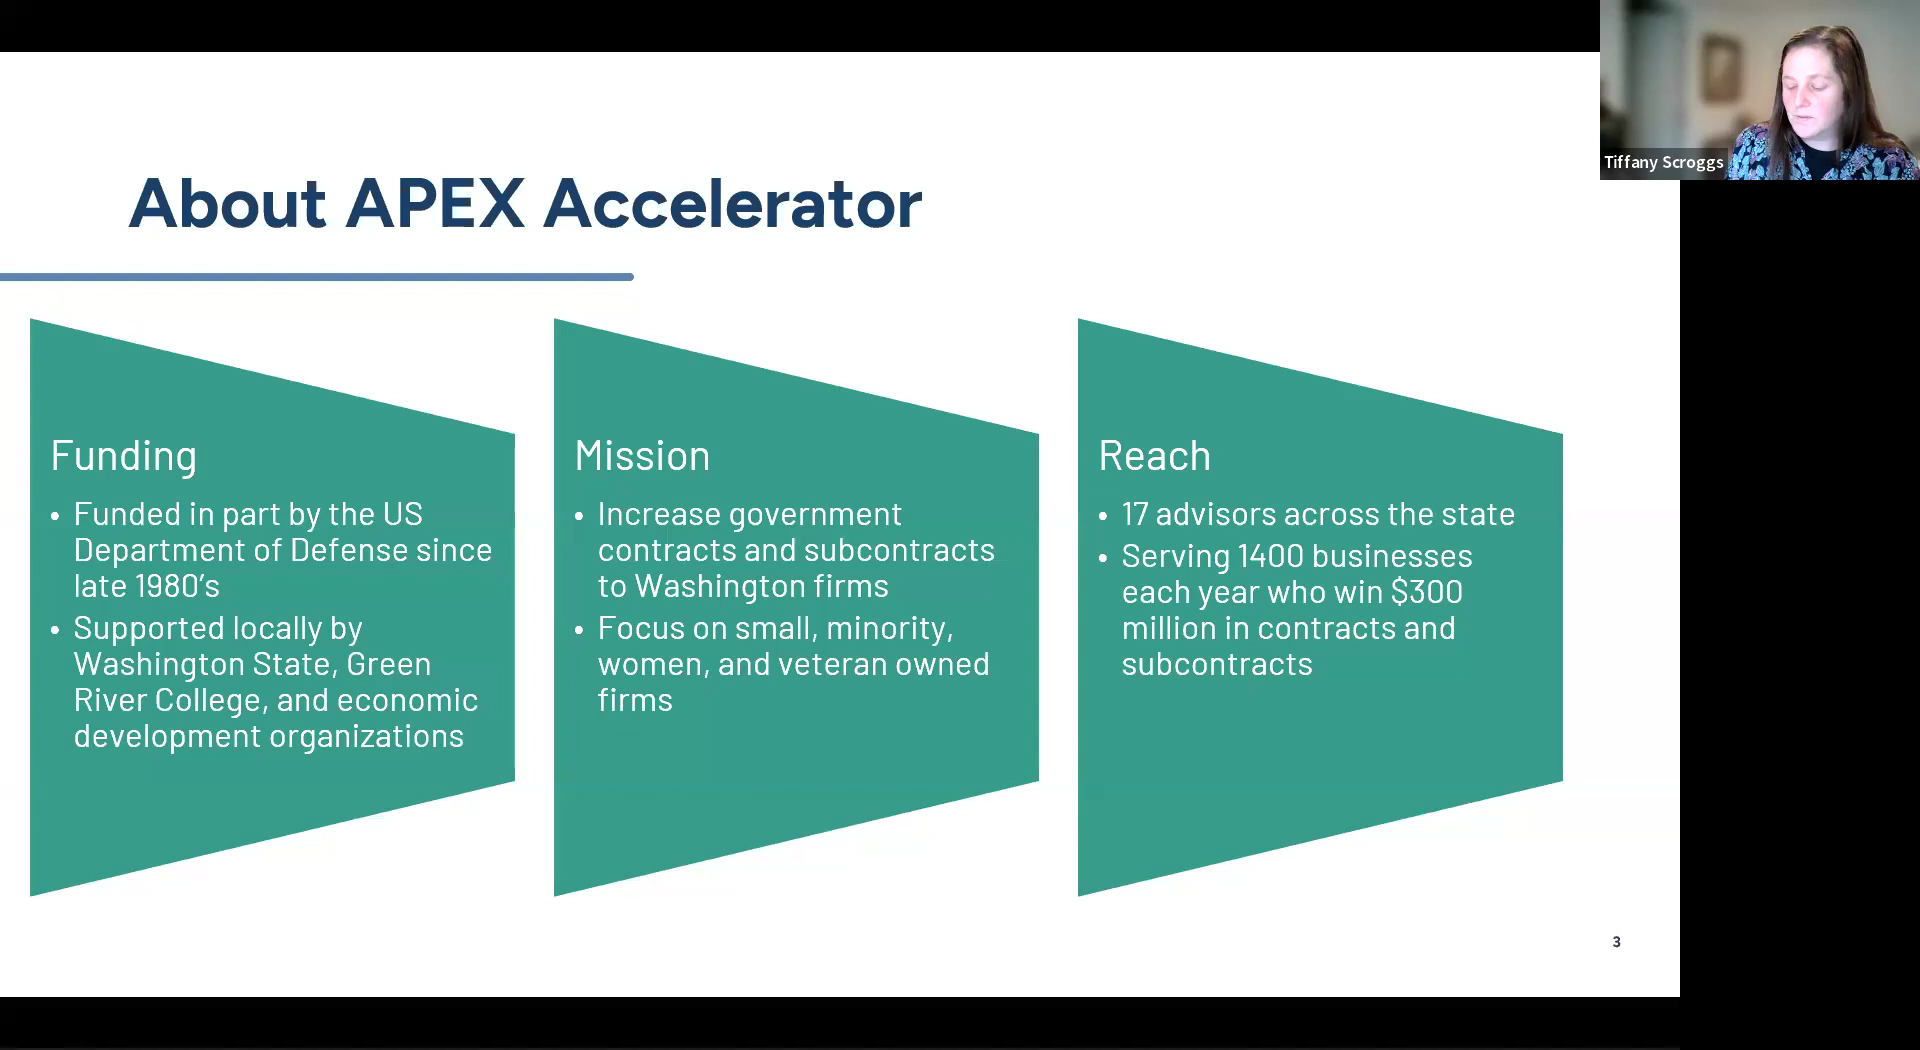 Tiffany Scroggs
About APEX Accelerator
Funding
• Funded in part by the US
Department of Defense since
late 1980’s
• Supported locally by
Washington State, Green
River College, and economic
development organizations
Mission
• Increase government
contracts and subcontracts
to Washington firms
• Focus on small, minority,
women, and veteran owned
firms
Reach
• 17 advisors across the state
• Serving 1400 businesses
each year who win $300
million in contracts and
subcontracts
3